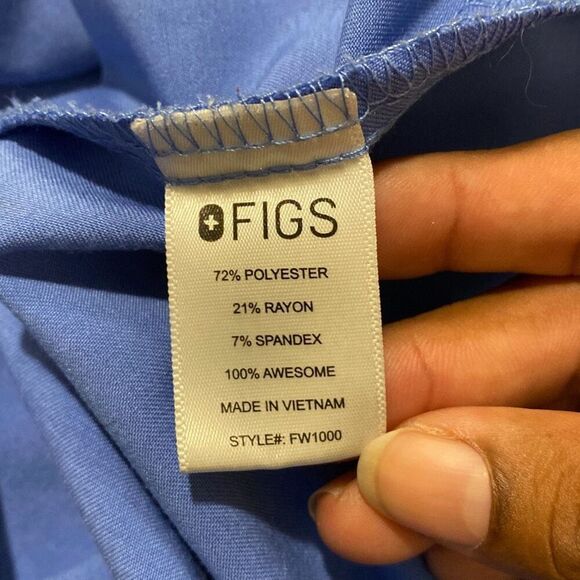 FIGS
72% POLYESTER
21% RAYON
7% SPANDEX
100% AWESOME
MADE IN VIETNAM
STYLE#: FW1000